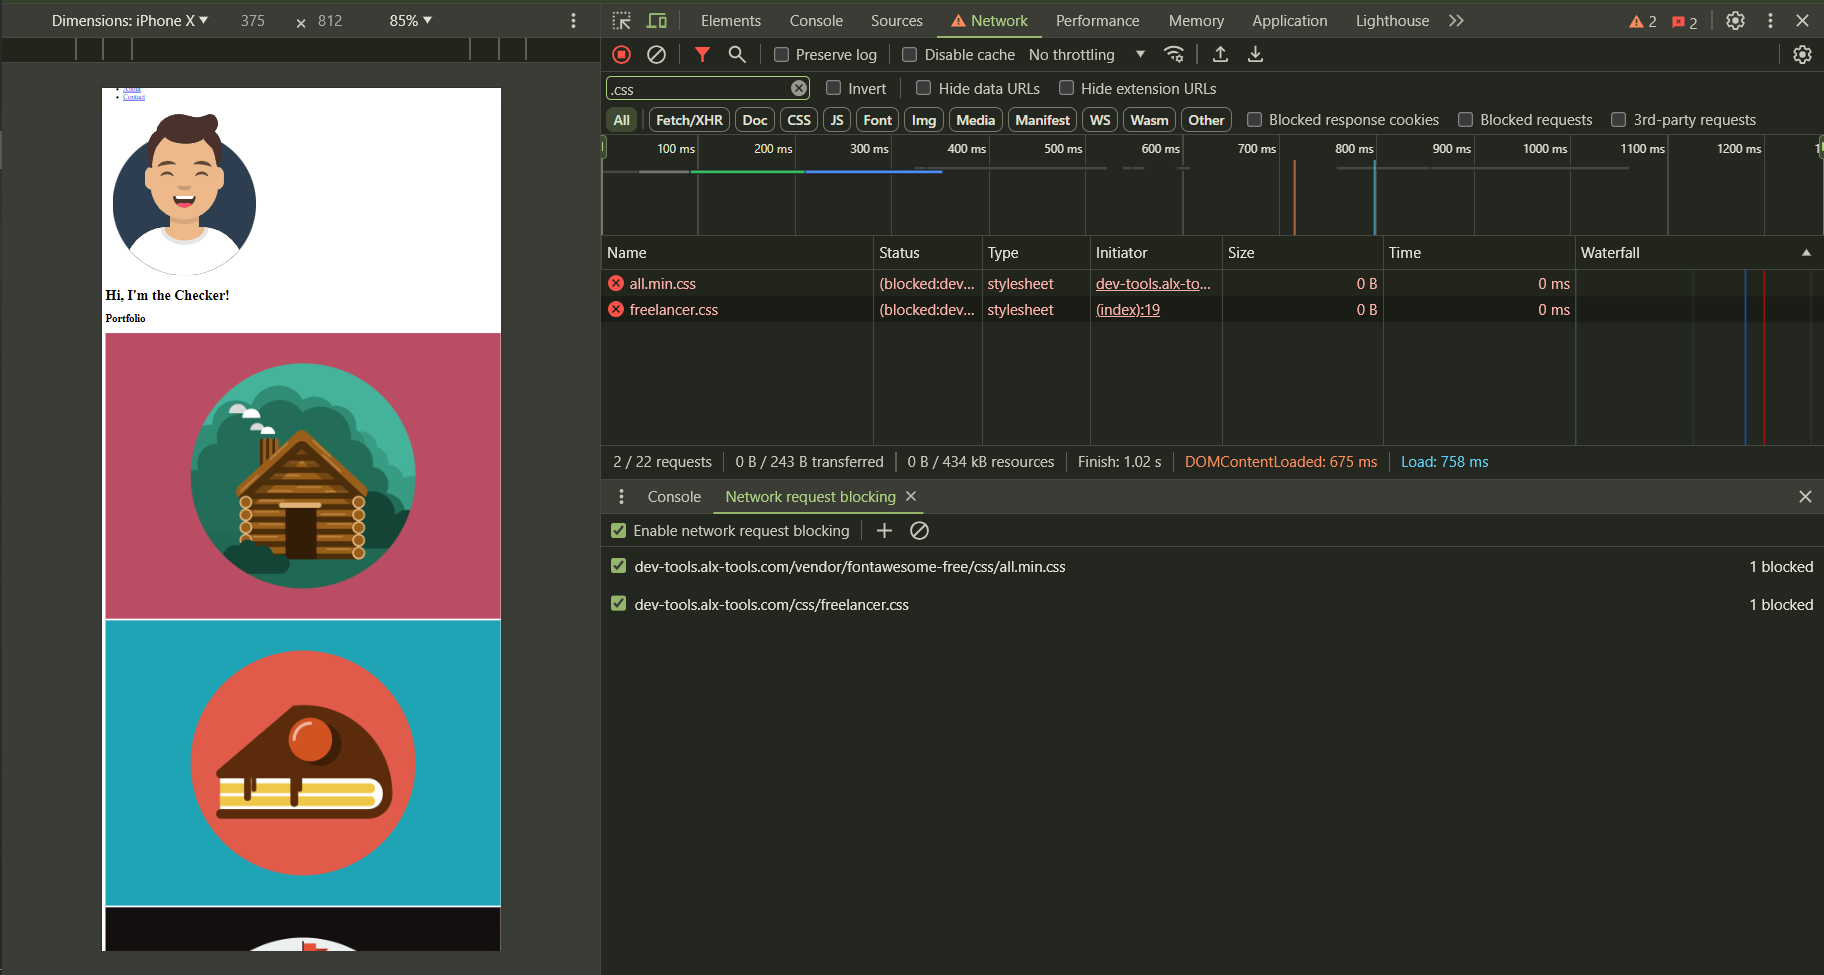 Dimensions: iPhone X ▼ 375 × 812 85% ▼
About
Contact
Hi, I'm the Checker!
Portfolio
Elements Console Sources Network Performance Memory Application Lighthouse 2 2
Preserve log Disable cache No throttling
.css Invert Hide data URLs Hide extension URLs
All Fetch/XHR Doc CSS JS Font Img Media Manifest WS Wasm Other Blocked response cookies Blocked requests 3rd-party requests
100 ms 200 ms 300 ms 400 ms 500 ms 600 ms 700 ms 800 ms 900 ms 1000 ms 1100 ms 1200 ms
Name Status Type Initiator Size Time Waterfall
all.min.css (blocked:dev... stylesheet dev-tools.alx-to... 0 B 0 ms
freelancer.css (blocked:dev... stylesheet (index):19 0 B 0 ms
2 / 22 requests 0 B / 243 B transferred 0 B / 434 kB resources Finish: 1.02 s DOMContentLoaded: 675 ms Load: 758 ms
Console Network request blocking
Enable network request blocking
dev-tools.alx-tools.com/vendor/fontawesome-free/css/all.min.css 1 blocked
dev-tools.alx-tools.com/css/freelancer.css 1 blocked